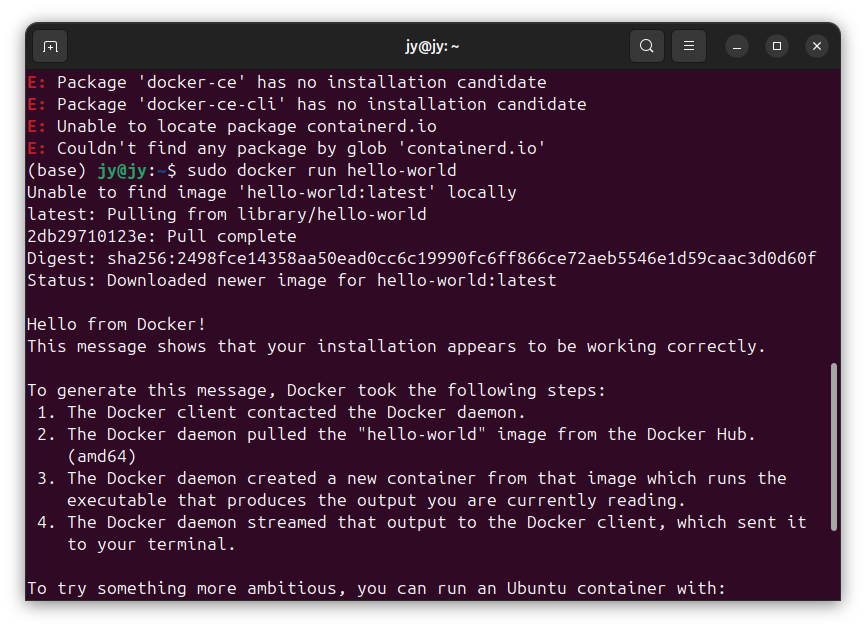 jy@jy: ~
E: Package 'docker-ce' has no installation candidate
E: Package 'docker-ce-cli' has no installation candidate
E: Unable to locate package containerd.io
E: Couldn't find any package by glob 'containerd.io'
(base) jy@jy:~$ sudo docker run hello-world
Unable to find image 'hello-world:latest' locally
latest: Pulling from library/hello-world
2db29710123e: Pull complete
Digest: sha256:2498fce14358aa50ead0cc6c19990fc6ff866ce72aeb5546e1d59caac3d0d60f
Status: Downloaded newer image for hello-world:latest

Hello from Docker!
This message shows that your installation appears to be working correctly.

To generate this message, Docker took the following steps:
 1. The Docker client contacted the Docker daemon.
 2. The Docker daemon pulled the "hello-world" image from the Docker Hub.
    (amd64)
 3. The Docker daemon created a new container from that image which runs the
    executable that produces the output you are currently reading.
 4. The Docker daemon streamed that output to the Docker client, which sent it
    to your terminal.

To try something more ambitious, you can run an Ubuntu container with: